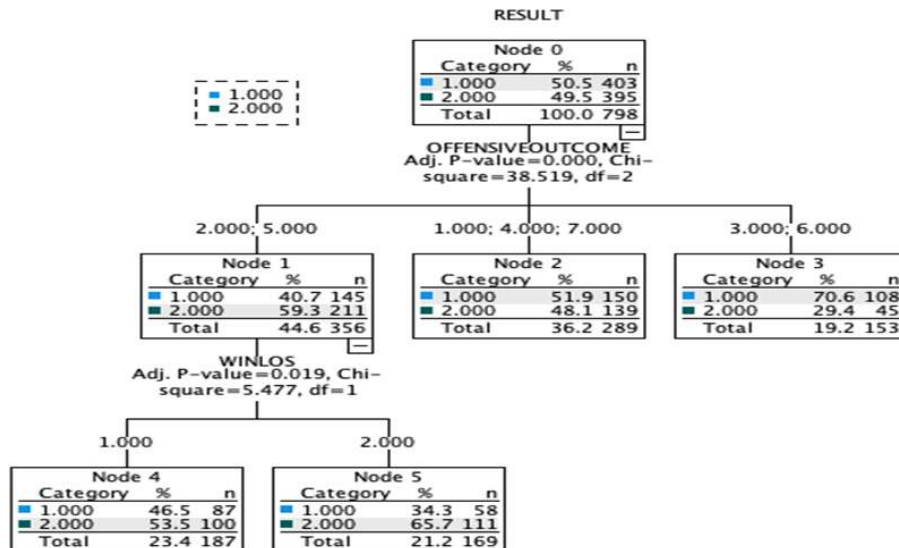 RESULT
Node 0
Category % n
1.000 50.5 403
2.000 49.5 395
Total 100.0 798
1.000
2.000
OFFENSIVEOUTCOME
Adj. P-value=0.000, Chi-
square=38.519, df=2
2.000; 5.000
1.000; 4.000; 7.000
3.000; 6.000
Node 1
Category % n
1.000 40.7 145
2.000 59.3 211
Total 44.6 356
Node 2
Category % n
1.000 51.9 150
2.000 48.1 139
Total 36.2 289
Node 3
Category % n
1.000 70.6 108
2.000 29.4 45
Total 19.2 153
WINLOS
Adj. P-value=0.019, Chi-
square=5.477, df=1
1.000
2.000
Node 4
Category % n
1.000 46.5 87
2.000 53.5 100
Total 23.4 187
Node 5
Category % n
1.000 34.3 58
2.000 65.7 111
Total 21.2 169